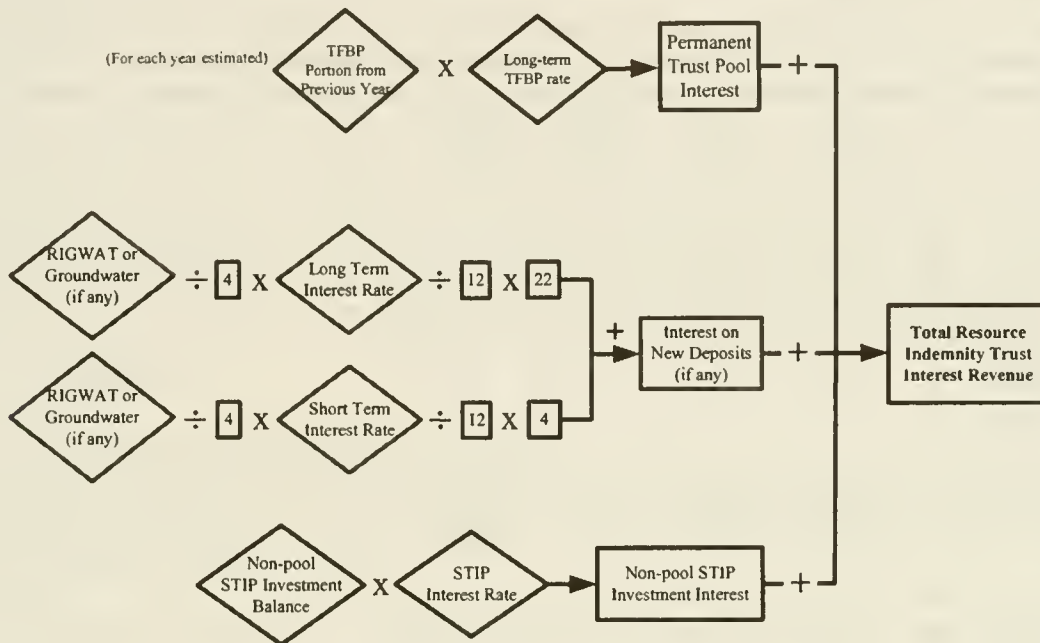 (For each year estimated)
TFBP
Portion from
Previous Year
X
Long-term
TFBP rate
Permanent
Trust Pool
Interest
+
RIGWAT or
Groundwater
(if any)
÷ 4 X
Long Term
Interest Rate
÷ 12 X 22
+
Interest on
New Deposits
(if any)
+
Total Resource
Indemnity Trust
Interest Revenue
RIGWAT or
Groundwater
(if any)
÷ 4 X
Short Term
Interest Rate
÷ 12 X 4
Non-pool
STIP Investment
Balance
X
STIP
Interest Rate
Non-pool STIP
Investment Interest
+